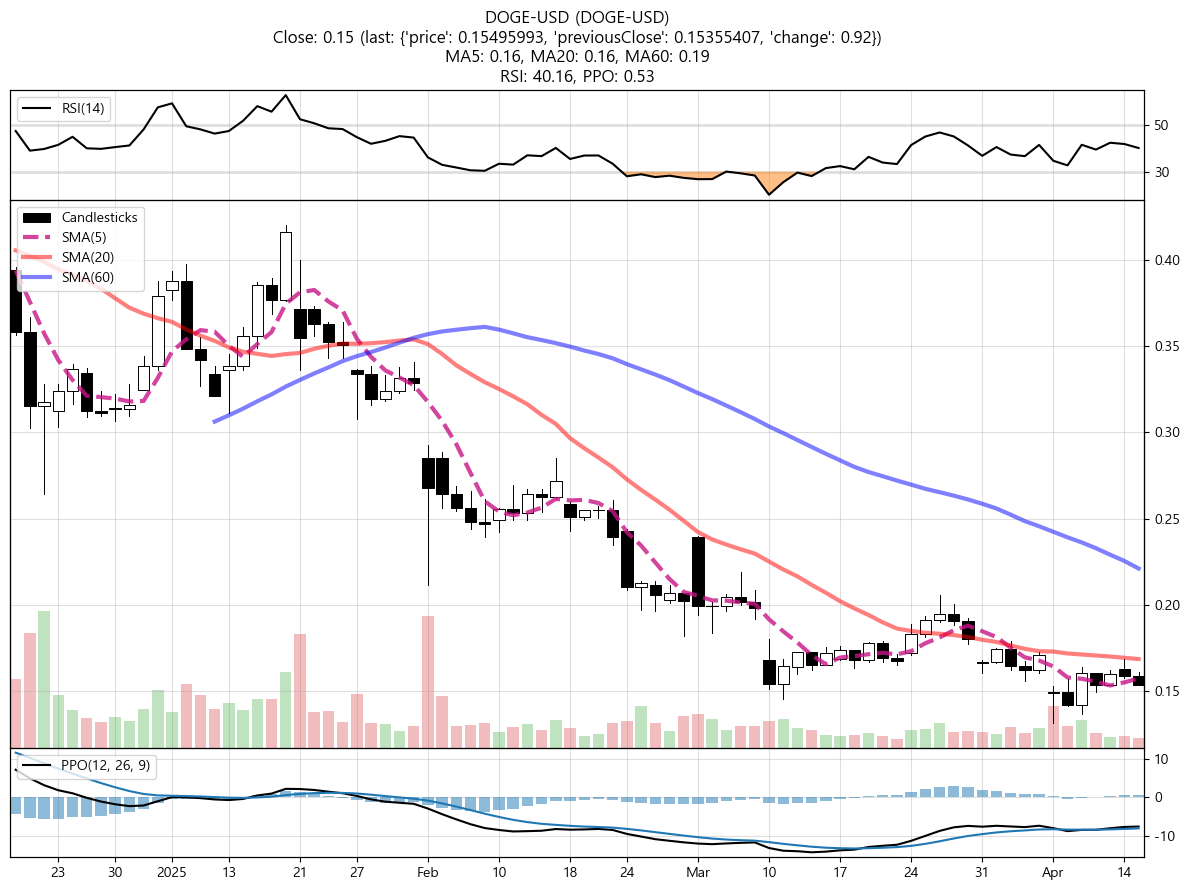 DOGE-USD (DOGE-USD)
Close: 0.15 (last: {'price': 0.15495993, 'previousClose': 0.15355407, 'change': 0.92})
MA5: 0.16, MA20: 0.16, MA60: 0.19
RSI: 40.16, PPO: 0.53
RSI(14)
50
30
Candlesticks
SMA(5)
SMA(20)
SMA(60)
0.40
0.35
0.30
0.25
0.20
0.15
PPO(12, 26, 9)
10
0
-10
23 30 2025 13 21 27 Feb 10 18 24 Mar 10 17 24 31 Apr 14